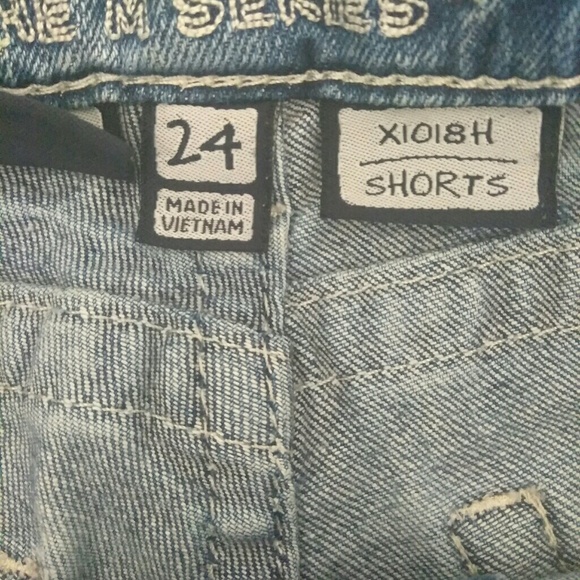 M SERIES
24
MADE IN
VIETNAM
X1018H
SHORTS